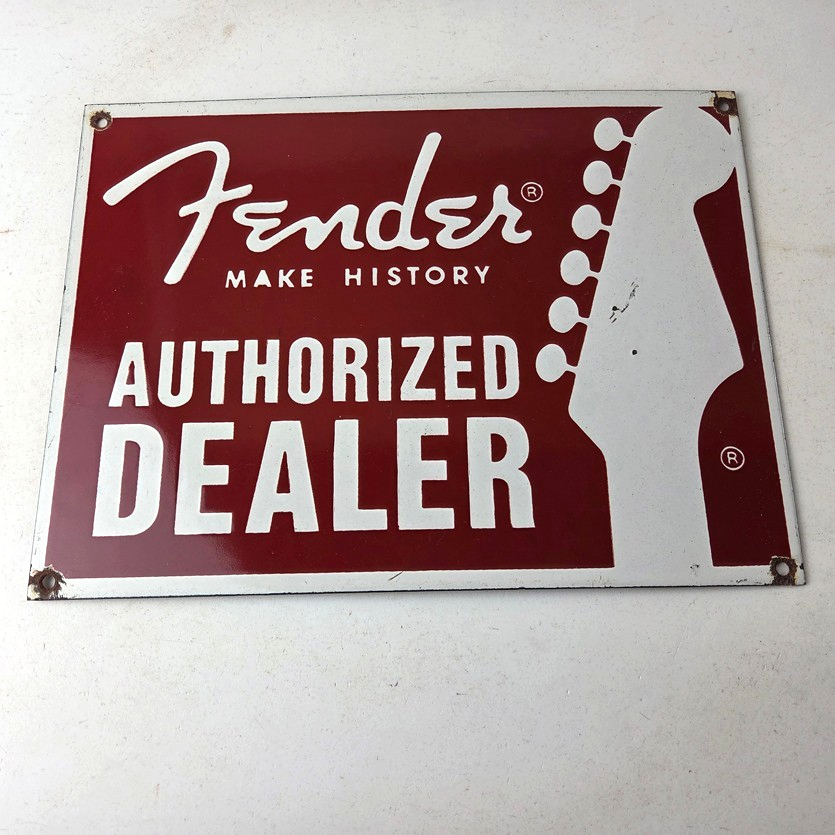 Fender®
MAKE HISTORY
AUTHORIZED
DEALER
®